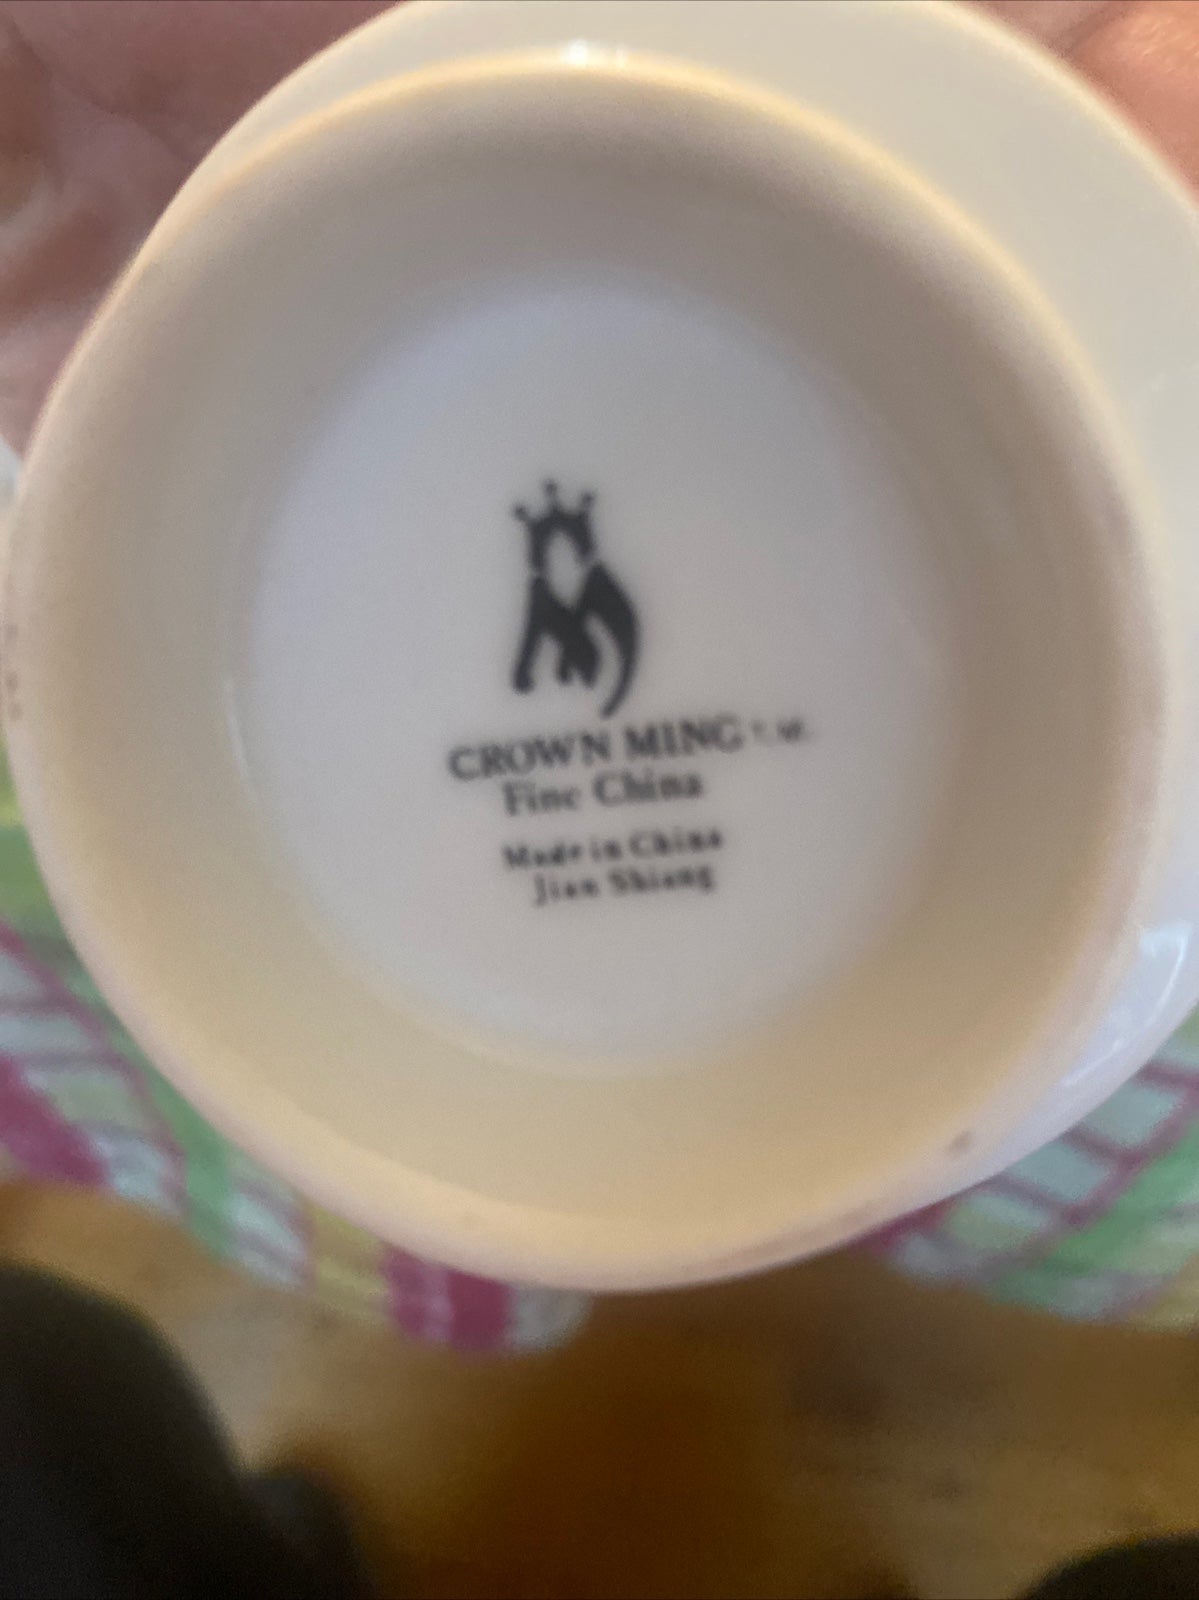 CROWN MING T.M.
Fine China
Made in China
Jian Shiang